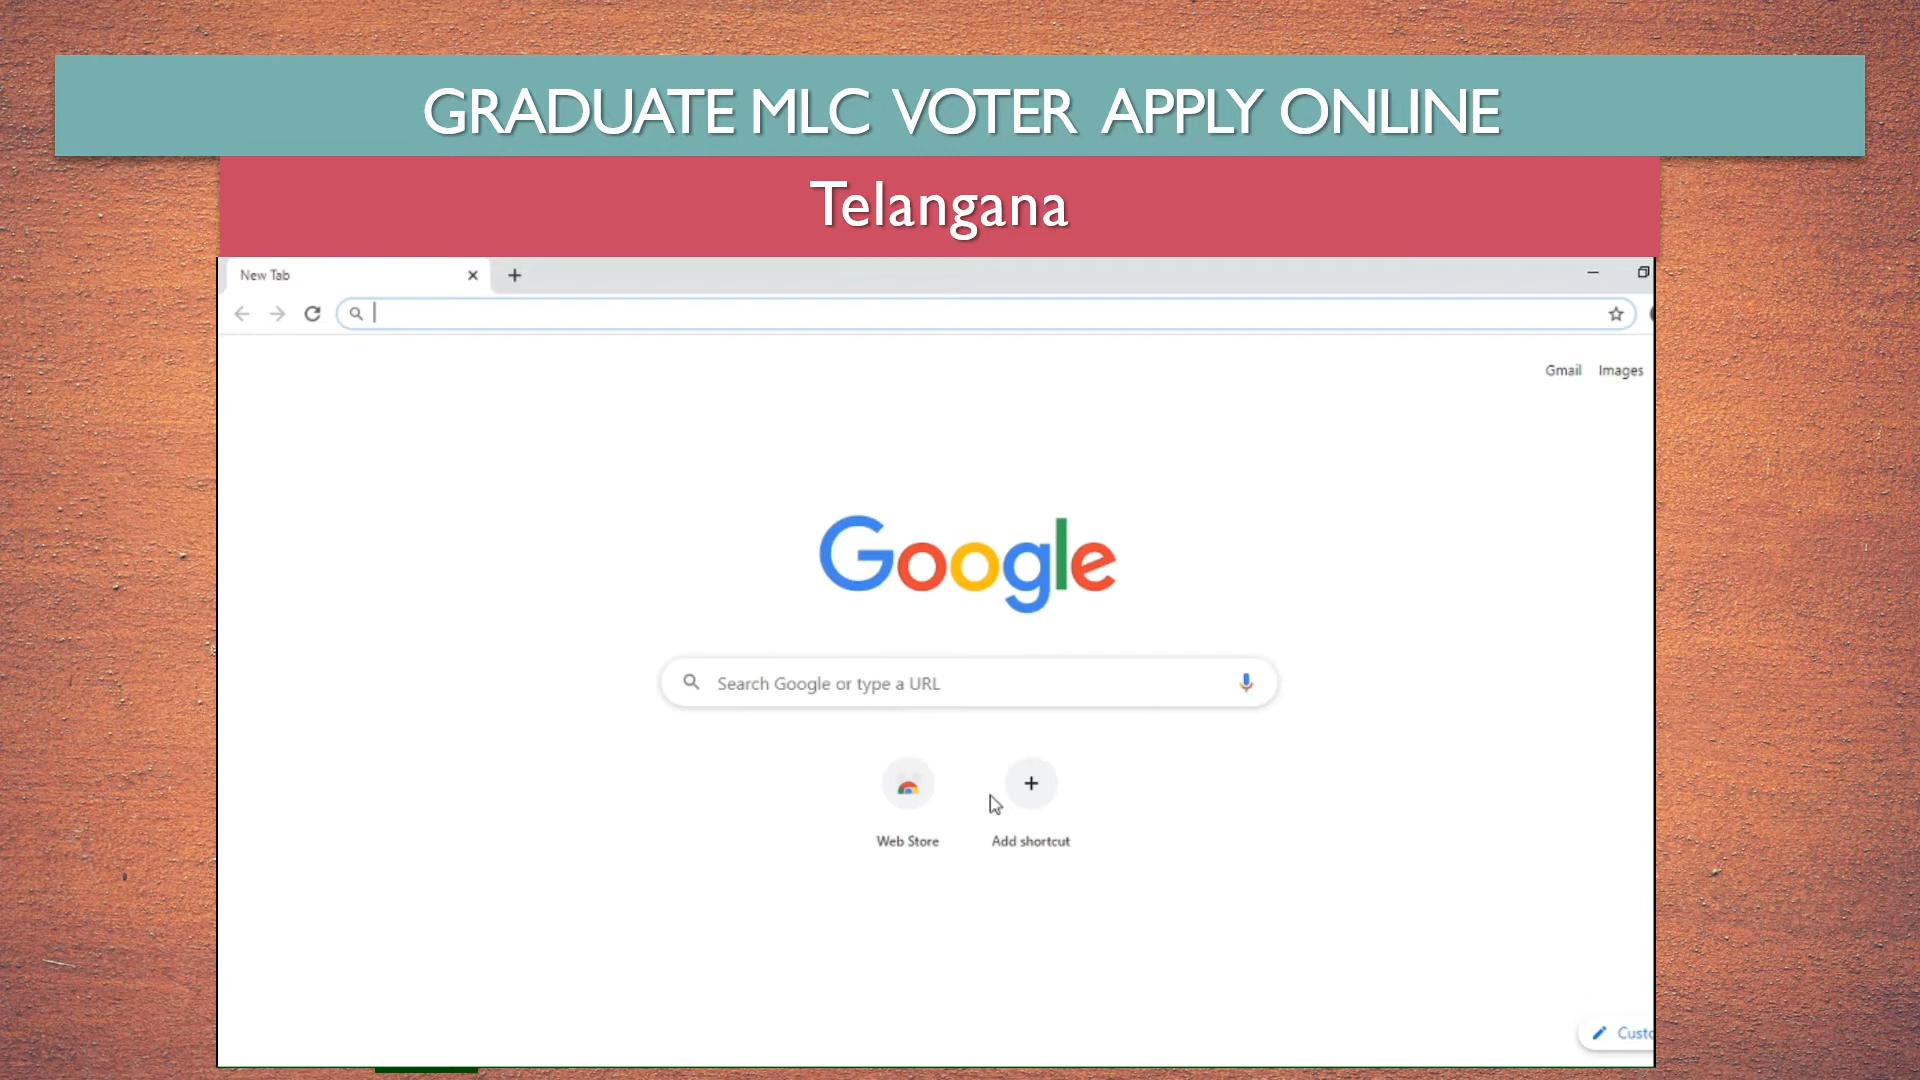 GRADUATE MLC VOTER APPLY ONLINE
Telangana
New Tab
Gmail Images
Google
Search Google or type a URL
Web Store Add shortcut
Custo